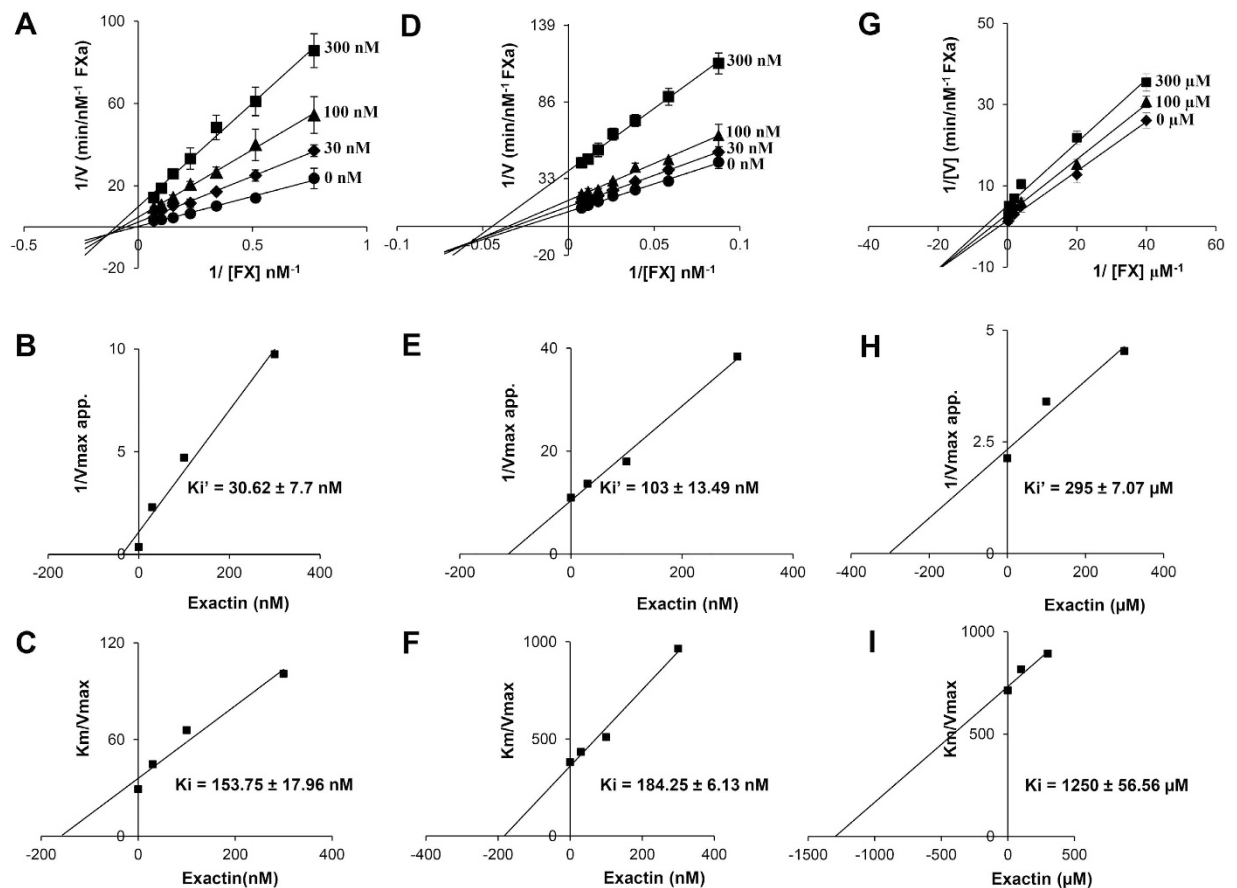 A
1/V (min/nM⁻¹ FXa)
100
60
20
-20
-0.5
0
0.5
1
300 nM
100 nM
30 nM
0 nM
1/ [FX] nM⁻¹
D
1/V (min/nM⁻¹ FXa)
139
86
33
-20
-0.1
-0.05
0
0.05
0.1
300 nM
100 nM
30 nM
0 nM
1/[FX] nM⁻¹
G
1/[V] (min/nM⁻¹ FXa)
50
30
10
-10
-20
0
20
40
60
300 µM
100 µM
0 µM
1/ [FX] µM⁻¹
B
1/Vmax app.
10
5
0
-200
0
200
400
Ki’ = 30.62 ± 7.7 nM
Exactin (nM)
E
1/Vmax app.
40
20
0
-200
0
200
400
Ki’ = 103 ± 13.49 nM
Exactin (nM)
H
1/Vmax app.
5
2.5
0
-400
-200
0
200
400
Ki’ = 295 ± 7.07 µM
Exactin (µM)
C
Km/Vmax
120
60
0
-200
0
200
400
Ki = 153.75 ± 17.96 nM
Exactin(nM)
F
Km/Vmax
1000
500
0
-400
-200
0
200
400
Ki = 184.25 ± 6.13 nM
Exactin (nM)
I
Km/Vmax
1000
500
0
-1500
-1000
-500
0
500
Ki = 1250 ± 56.56 µM
Exactin (µM)